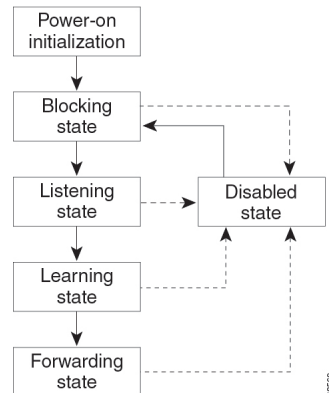 Power-on
initialization
Blocking
state
Listening
state
Disabled
state
Learning
state
Forwarding
state